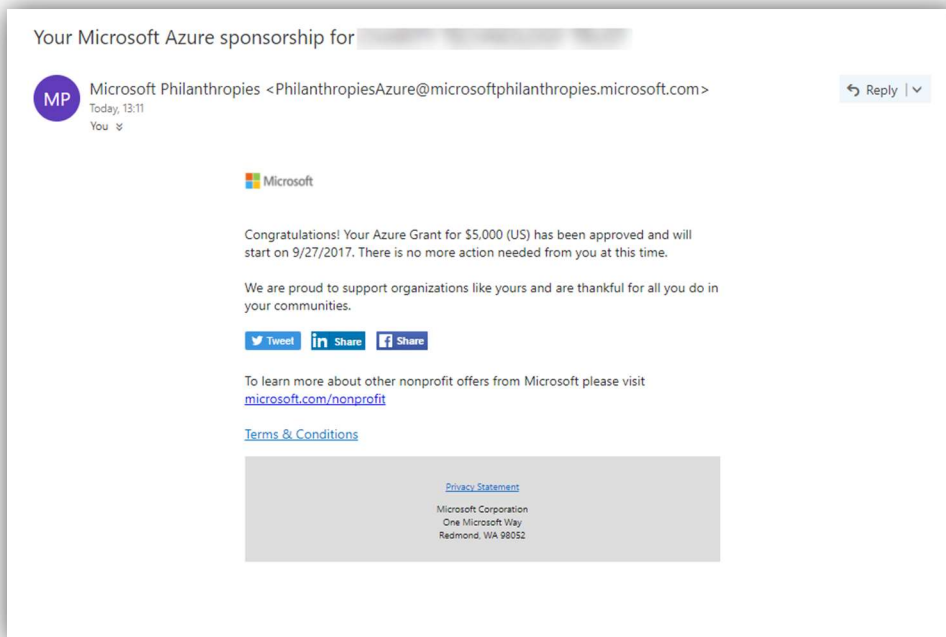 Your Microsoft Azure sponsorship for
MP
Microsoft Philanthropies <PhilanthropiesAzure@microsoftphilanthropies.microsoft.com>
Reply
Today, 13:11
You
Microsoft
Congratulations! Your Azure Grant for $5,000 (US) has been approved and will
start on 9/27/2017. There is no more action needed from you at this time.
We are proud to support organizations like yours and are thankful for all you do in
your communities.
Tweet
in Share
f Share
To learn more about other nonprofit offers from Microsoft please visit
microsoft.com/nonprofit
Terms & Conditions
Privacy Statement
Microsoft Corporation
One Microsoft Way
Redmond, WA 98052